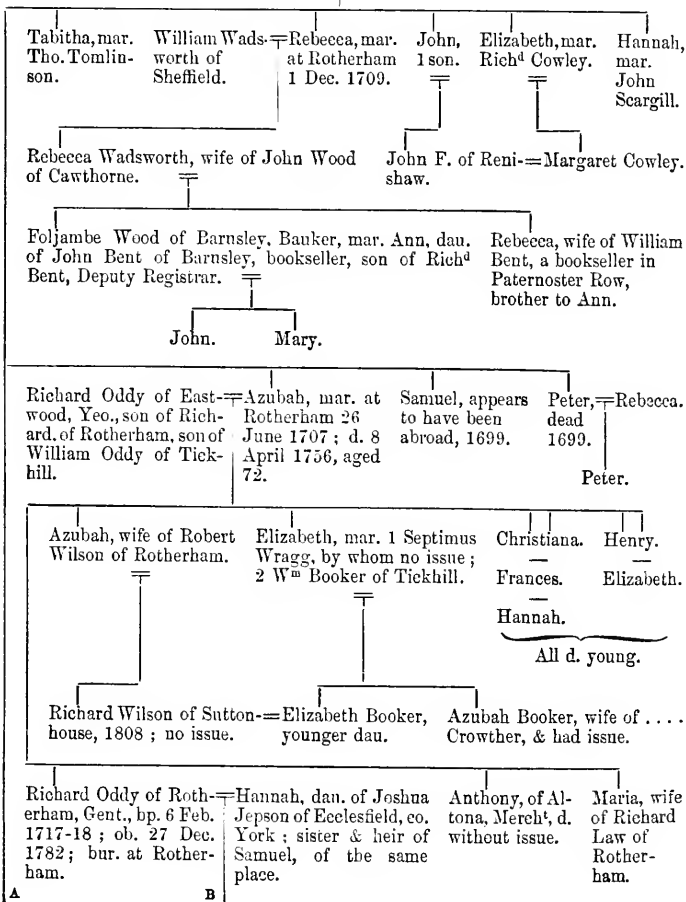 Tabitha, mar.
Tho. Tomlin-
son.
William Wads-
worth of
Sheffield.
Rebecca, mar.
at Rotherham
1 Dec. 1709.
John,
1 son.
Elizabeth, mar.
Richd Cowley.
Hannah,
mar.
John
Scargill.
Rebecca Wadsworth, wife of John Wood
of Cawthorne.
John F. of Reni-=Margaret Cowley.
shaw.
Foljambe Wood of Barnsley, Banker, mar. Ann, dau.
of John Bent of Barnsley, bookseller, son of Richd
Bent, Deputy Registrar.
Rebecca, wife of William
Bent, a bookseller in
Paternoster Row,
brother to Ann.
John. Mary.
Richard Oddy of East-
wood, Yeo., son of Rich-
ard, of Rotherham, son of
William Oddy of Tick-
hill.
Azubah, mar. at
Rotherham 26
June 1707; d. 8
April 1756, aged
72.
Samuel, appears
to have been
abroad, 1699.
Peter,
dead
1699.
Rebecca.
Peter.
Azubah, wife of Robert
Wilson of Rotherham.
Elizabeth, mar. 1 Septimus
Wragg, by whom no issue;
2 Wm Booker of Tickhill.
Christiana.
Frances.
Hannah.
Henry.
Elizabeth.
All d. young.
Richard Wilson of Sutton-=
house, 1808; no issue.
Elizabeth Booker,
younger dau.
Azubah Booker, wife of ....
Crowther, & had issue.
Richard Oddy of Roth-
erham, Gent., bp. 6 Feb.
1717-18; ob. 27 Dec.
1782; bur. at Rother-
ham.
Hannah, dau. of Joshua
Jepson of Ecclesfield, co.
York; sister & heir of
Samuel, of the same
place.
Anthony, of Al-
tona, Mercht, d.
without issue.
Maria, wife
of Richard
Law of
Rother-
ham.
A B